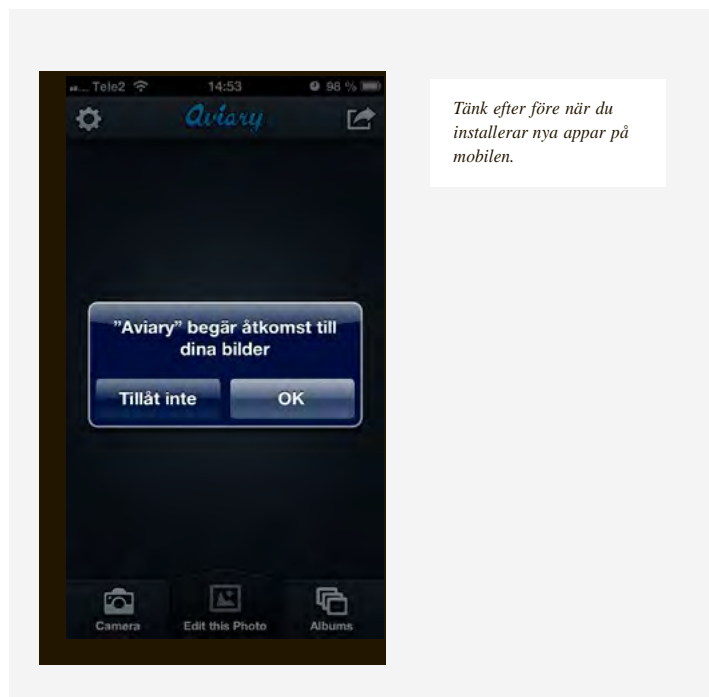 Tele2 14:53 98 %
Aviary
"Aviary" begär åtkomst till
dina bilder
Tillåt inte OK
Camera Edit this Photo Albums
Tänk efter före när du
installerar nya appar på
mobilen.